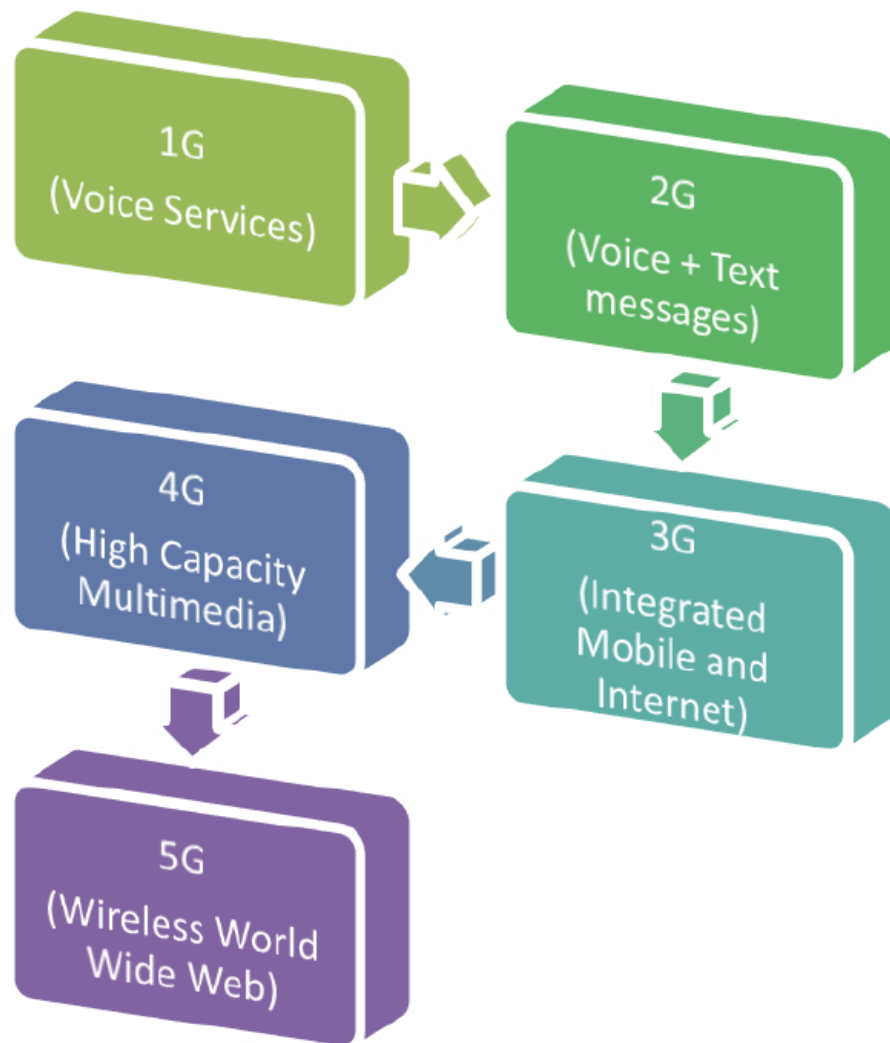 1G
(Voice Services)
2G
(Voice + Text
messages)
3G
(Integrated
Mobile and
Internet)
4G
(High Capacity
Multimedia)
5G
(Wireless World
Wide Web)